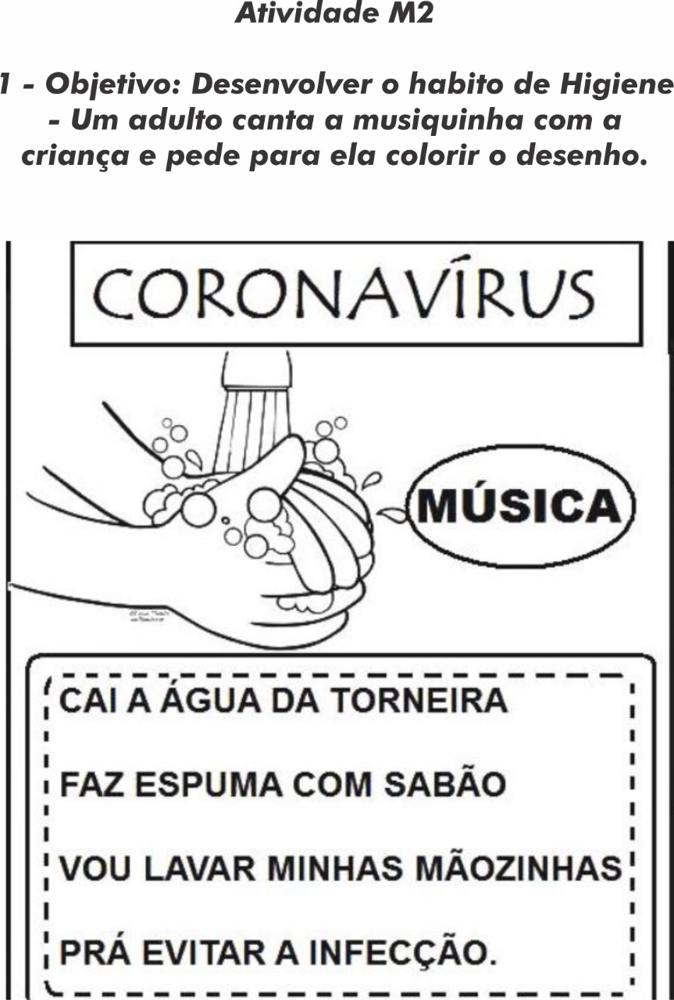 Atividade M2
1 - Objetivo: Desenvolver o habito de Higiene
- Um adulto canta a musiquinha com a
criança e pede para ela colorir o desenho.
CORONAVÍRUS
MÚSICA
CAI A ÁGUA DA TORNEIRA
FAZ ESPUMA COM SABÃO
VOU LAVAR MINHAS MÃOZINHAS
PRÁ EVITAR A INFECÇÃO.